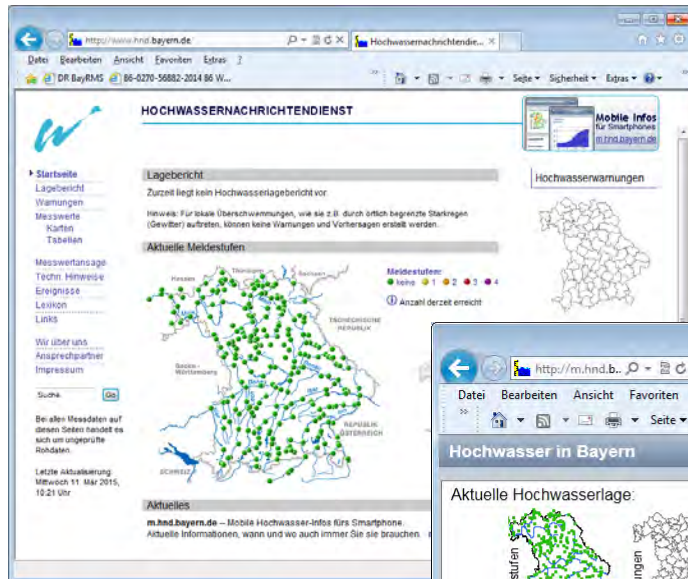 http://www.hnd.bayern.de/
Hochwassernachrichtendie...
Datei Bearbeiten Ansicht Favoriten Extras ?
DR BayRMS 86-0270-56882-2014 86 W...
Seite Sicherheit Extras
HOCHWASSERNACHRICHTENDIENST
Mobile Infos
für Smartphones
m.hnd.bayern.de
Startseite
Lagebericht
Warnungen
Messwerte
Karten
Tabellen
Messwertansage
Techn. Hinweise
Ereignisse
Lexikon
Links
Wir über uns
Ansprechpartner
Impressum
Suche
Go
Bei allen Messdaten auf
diesen Seiten handelt es
sich um ungeprüfte
Rohdaten.
Letzte Aktualisierung:
Mittwoch 11. Mär 2015,
10:21 Uhr
Lagebericht
Zurzeit liegt kein Hochwasserlagebericht vor.
Hinweis: Für lokale Überschwemmungen, wie sie z.B. durch örtlich begrenzte Starkregen
(Gewitter) auftreten, können keine Warnungen und Vorhersagen erstellt werden.
Aktuelle Meldestufen
Hessen
Thüringen
Sachsen
TSCHECHISCHE
REPUBLIK
Baden-
Württemberg
REPUBLIK
ÖSTERREICH
SCHWEIZ
Meldestufen:
keine 1 2 3 4
Anzahl derzeit erreicht
Hochwasserwarnungen
Aktuelles
m.hnd.bayern.de – Mobile Hochwasser-Infos fürs Smartphone.
Aktuelle Informationen, wann und wo auch immer Sie sie brauchen.
http://m.hnd.b..
Datei Bearbeiten Ansicht Favoriten
Seite
Hochwasser in Bayern
Aktuelle Hochwasserlage:
stufen
ngen